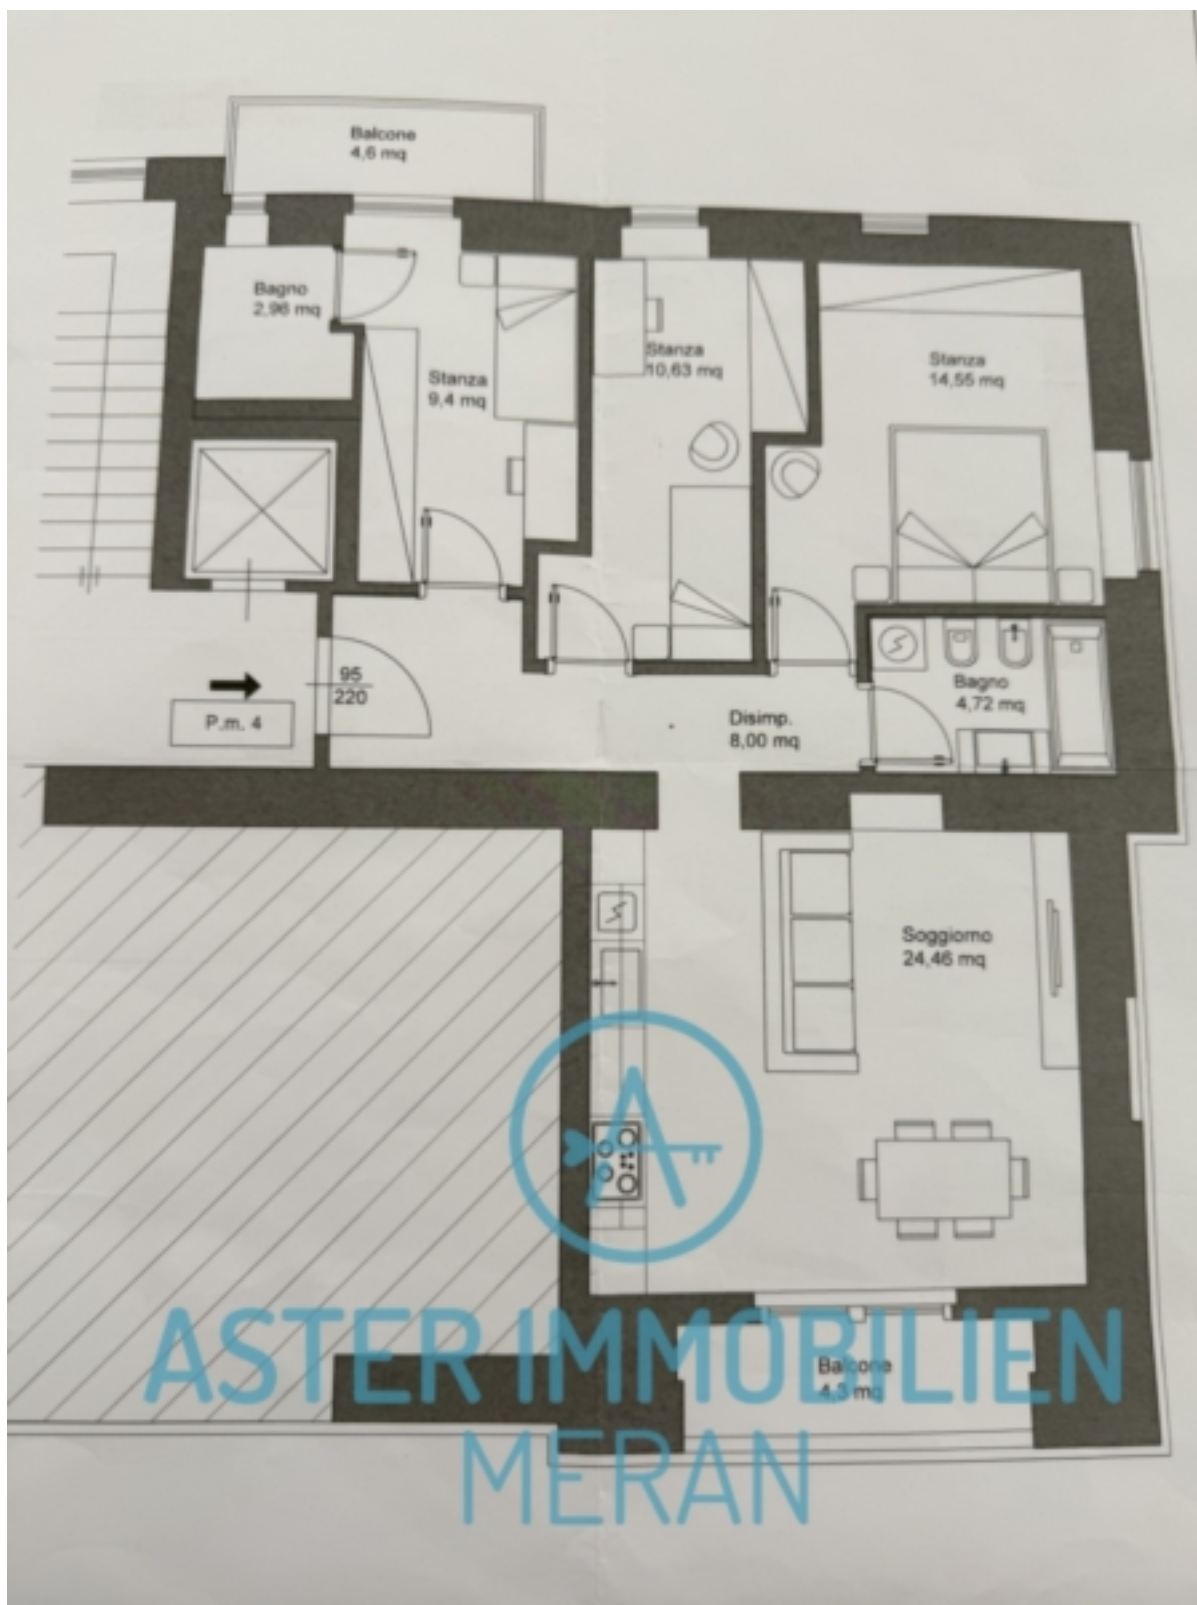 Balcone
4,6 mq
Bagno
2,96 mq
Stanza
9,4 mq
Stanza
10,63 mq
Stanza
14,55 mq
95
220
P.m. 4
Disimp.
8,00 mq
Bagno
4,72 mq
Soggiorno
24,46 mq
ASTER IMMOBILIEN
MERAN
Balcone
4,3 mq